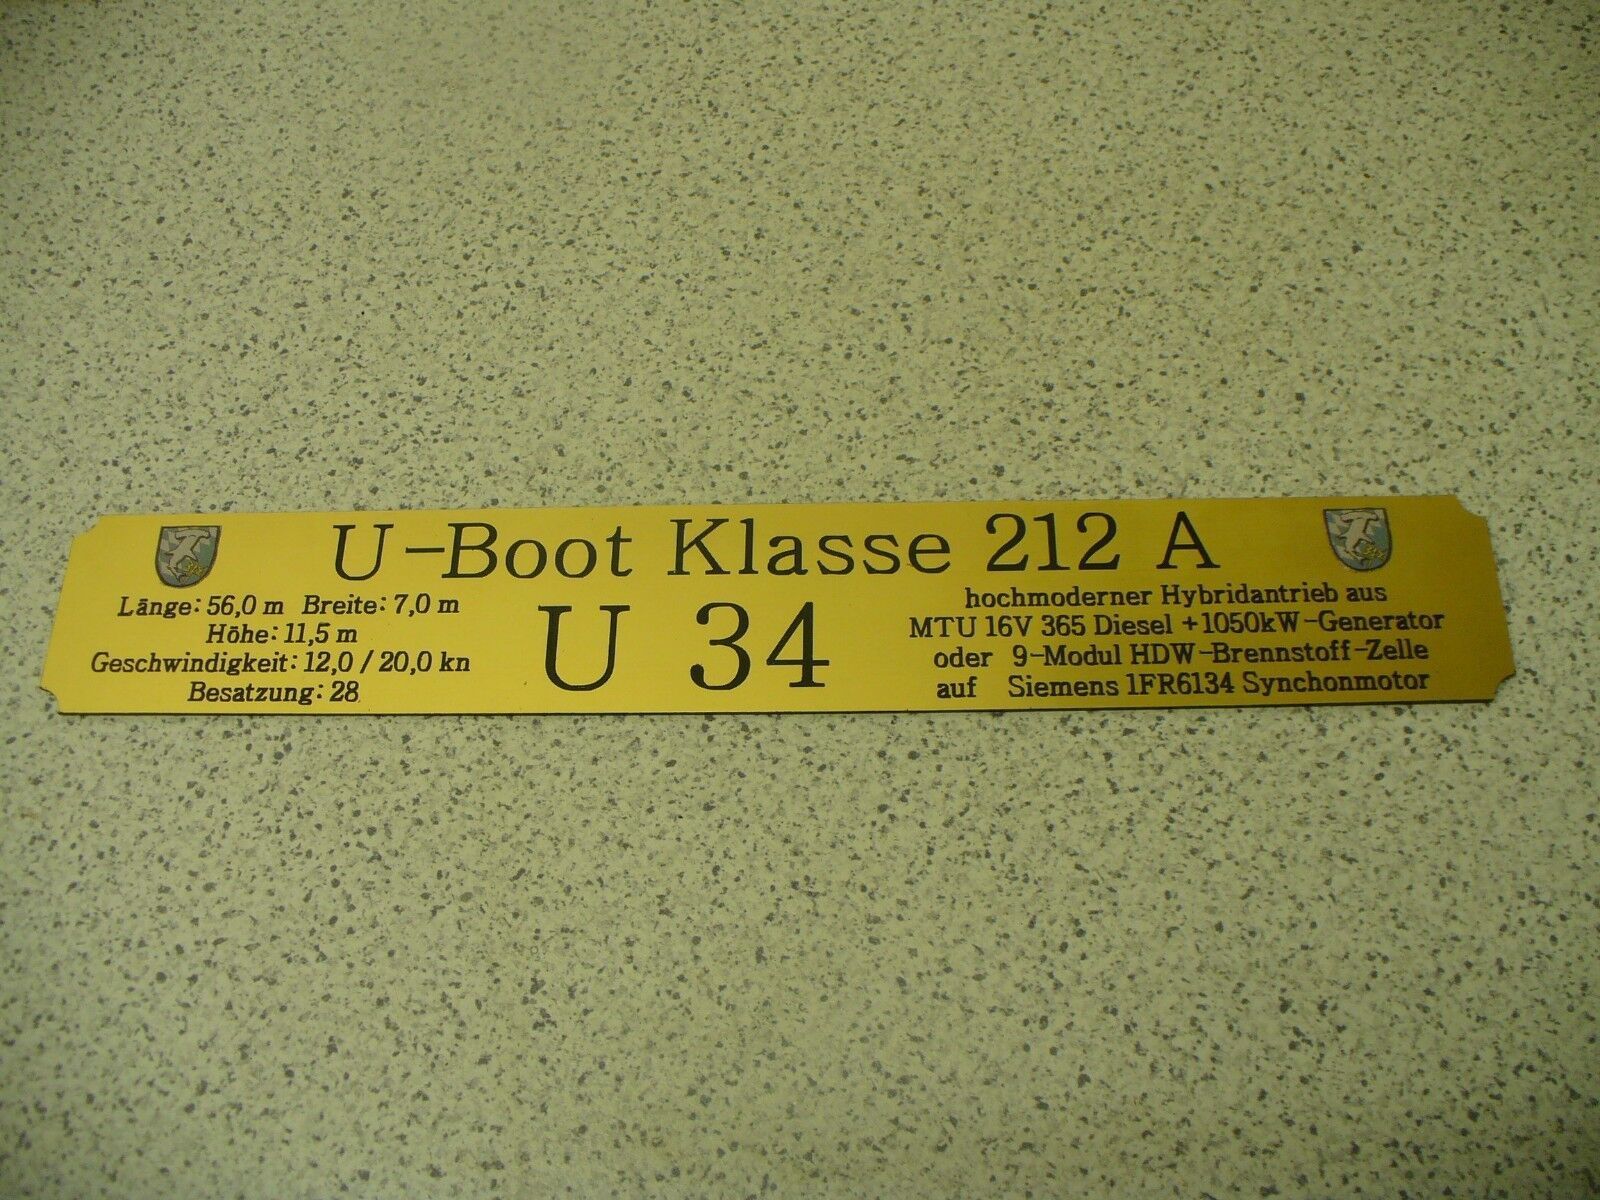 U-Boot Klasse 212 A
Länge: 56,0 m Breite: 7,0 m
Höhe: 11,5 m
Geschwindigkeit: 12,0 / 20,0 kn
Besatzung: 28
U 34
hochmoderner Hybridantrieb aus
MTU 16V 365 Diesel +1050kW-Generator
oder 9-Modul HDW-Brennstoff-Zelle
auf Siemens 1FR6134 Synchonmotor